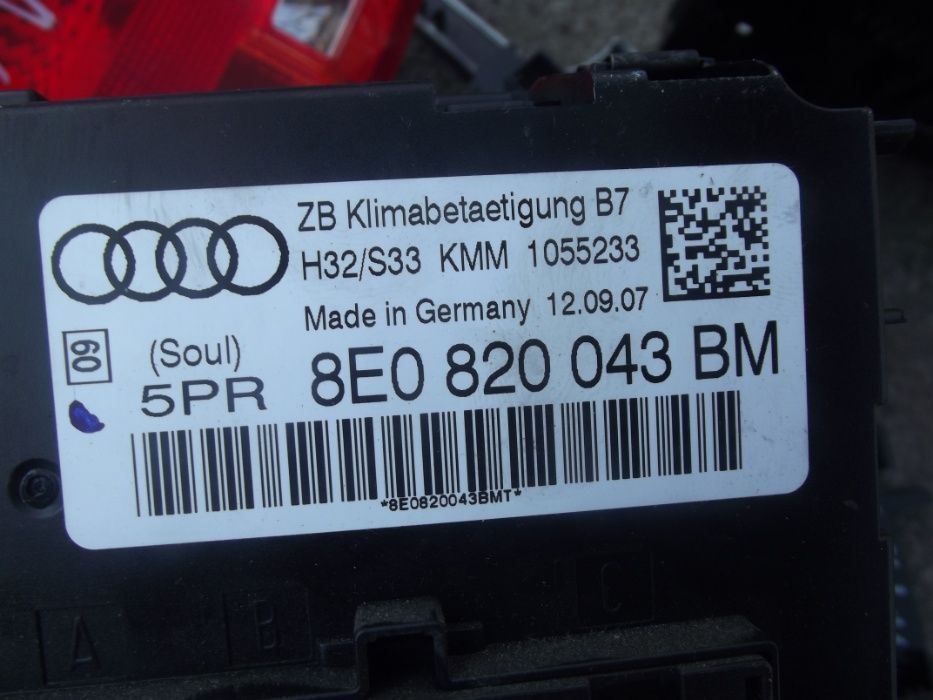 ZB Klimabetaetigung B7
H32/S33 KMM 1055233
Made in Germany 12.09.07
09
(Soul)
5PR 8E0 820 043 BM
*8E0820043BMT*
A B C